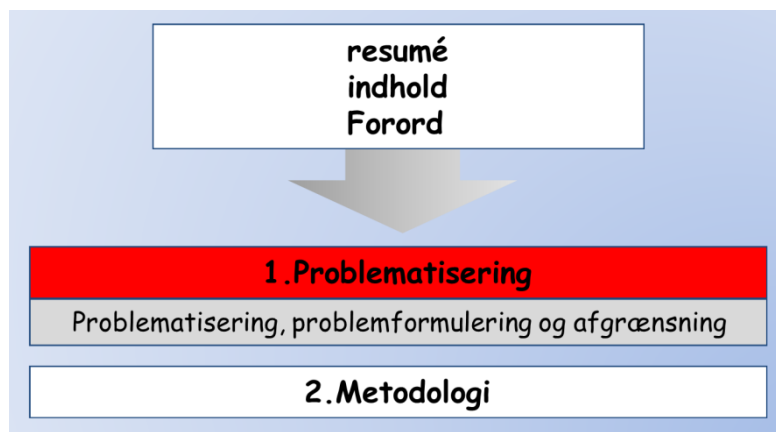 resumé
indhold
Forord
1.Problematisering
Problematisering, problemformulering og afgrænsning
2.Metodologi